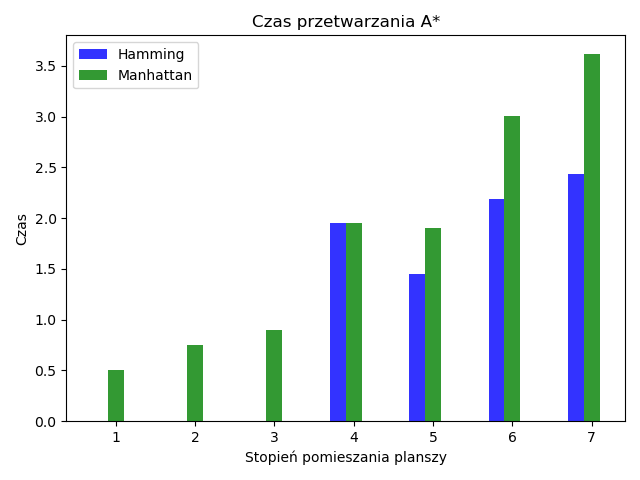 Czas przetwarzania A*
Hamming
Manhattan
3.5
3.0
2.5
2.0
1.5
1.0
0.5
0.0
Czas
1 2 3 4 5 6 7
Stopień pomieszania planszy